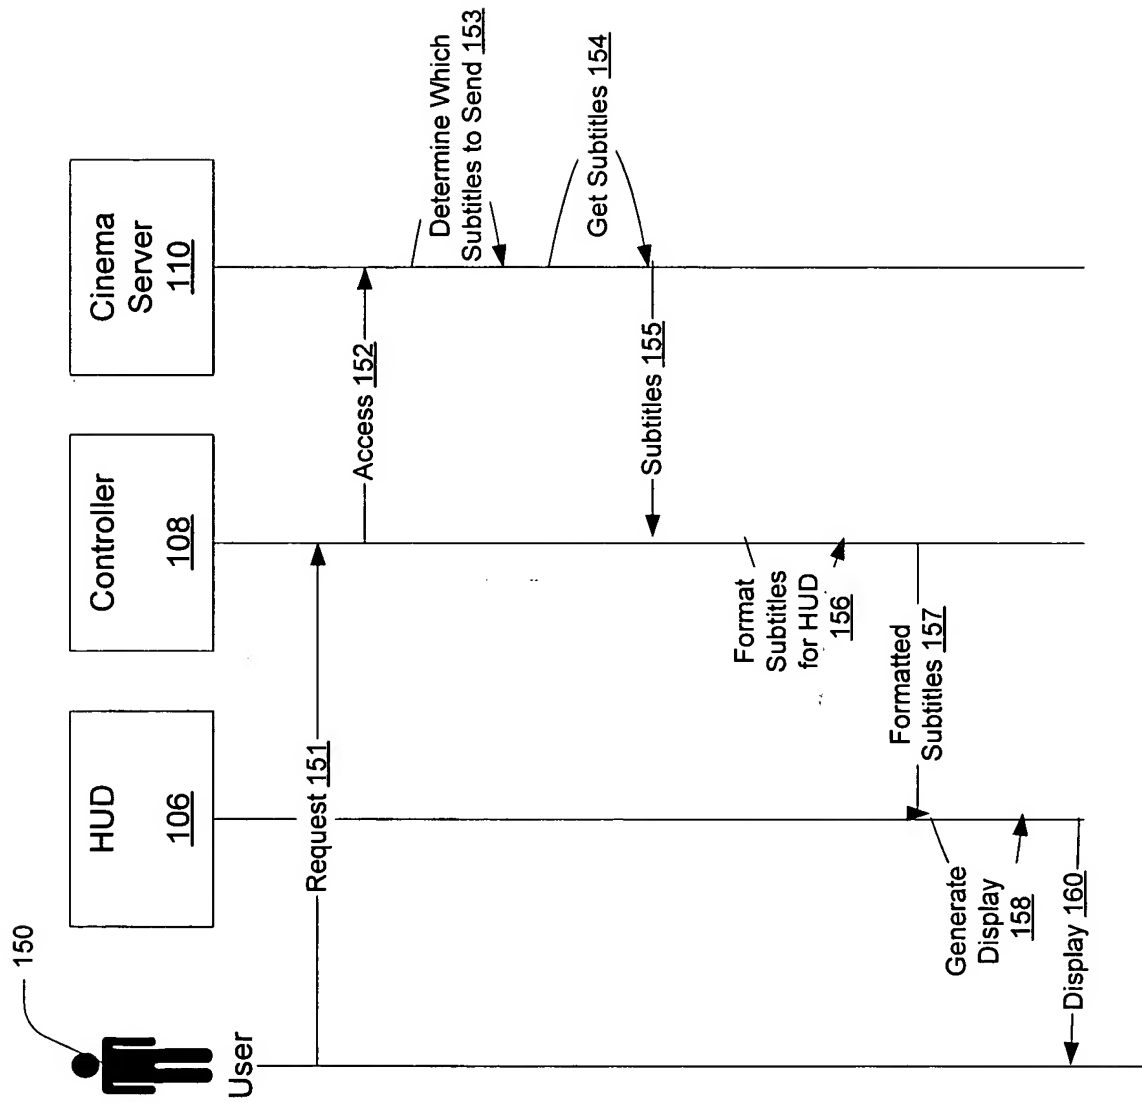 150
User
HUD
106
Controller
108
Cinema
Server
110
Request 151
Access 152
Determine Which
Subtitles to Send 153
Get Subtitles 154
Subtitles 155
Format
Subtitles
for HUD
156
Formatted
Subtitles 157
Generate
Display
158
Display 160